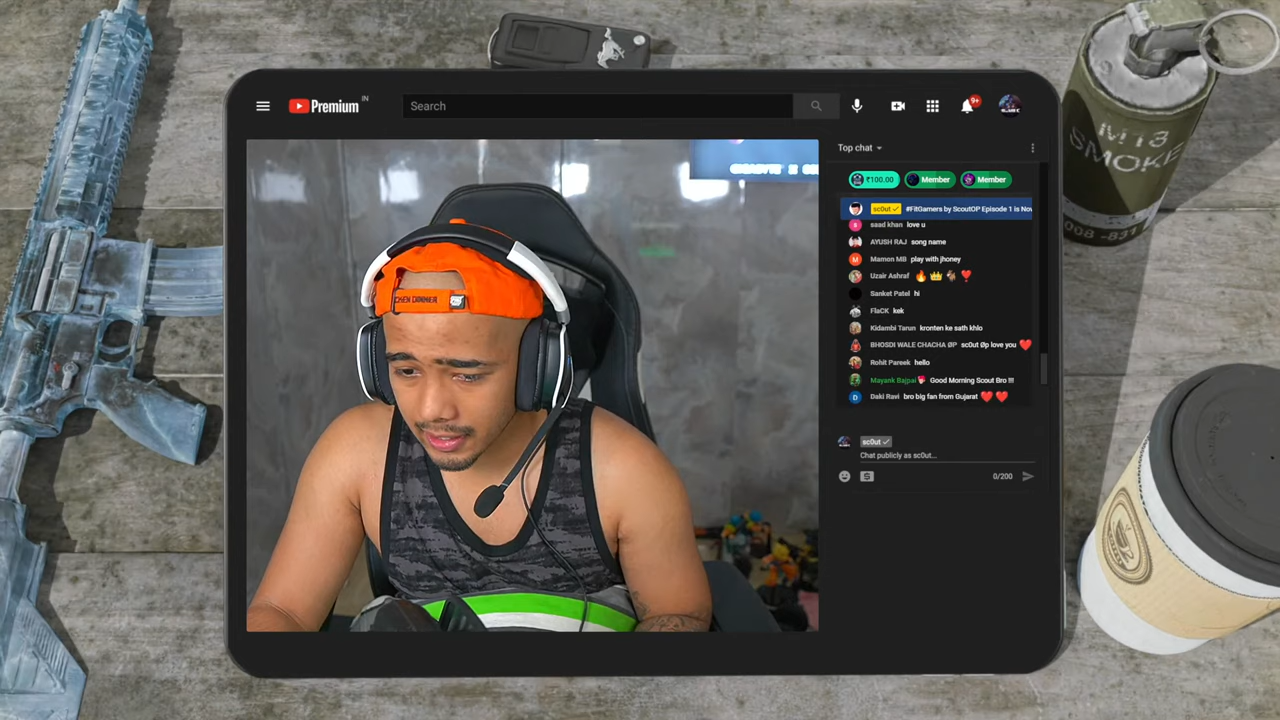 Premium IN
Search
9+
Top chat
₹100.00
Member
Member
sc0ut #FitGamers by ScoutOP Episode 1 is Nov
saad khan love u
AYUSH RAJ song name
M
Mamon MB play with jhoney
Uzair Ashraf 🔥 👑 🐐 ❣️
Sanket Patel hi
FlaCK kek
Kidambi Tarun kronten ke sath khlo
BHOSDI WALE CHACHA ØP sc0ut Øp love you ❤️
Rohit Pareek hello
Mayank Bajpai Good Morning Scout Bro !!!
D
Daki Ravi bro big fan from Gujarat ❤️ ❤️
sc0ut
Chat publicly as sc0ut...
0/200
M18
SMOKE